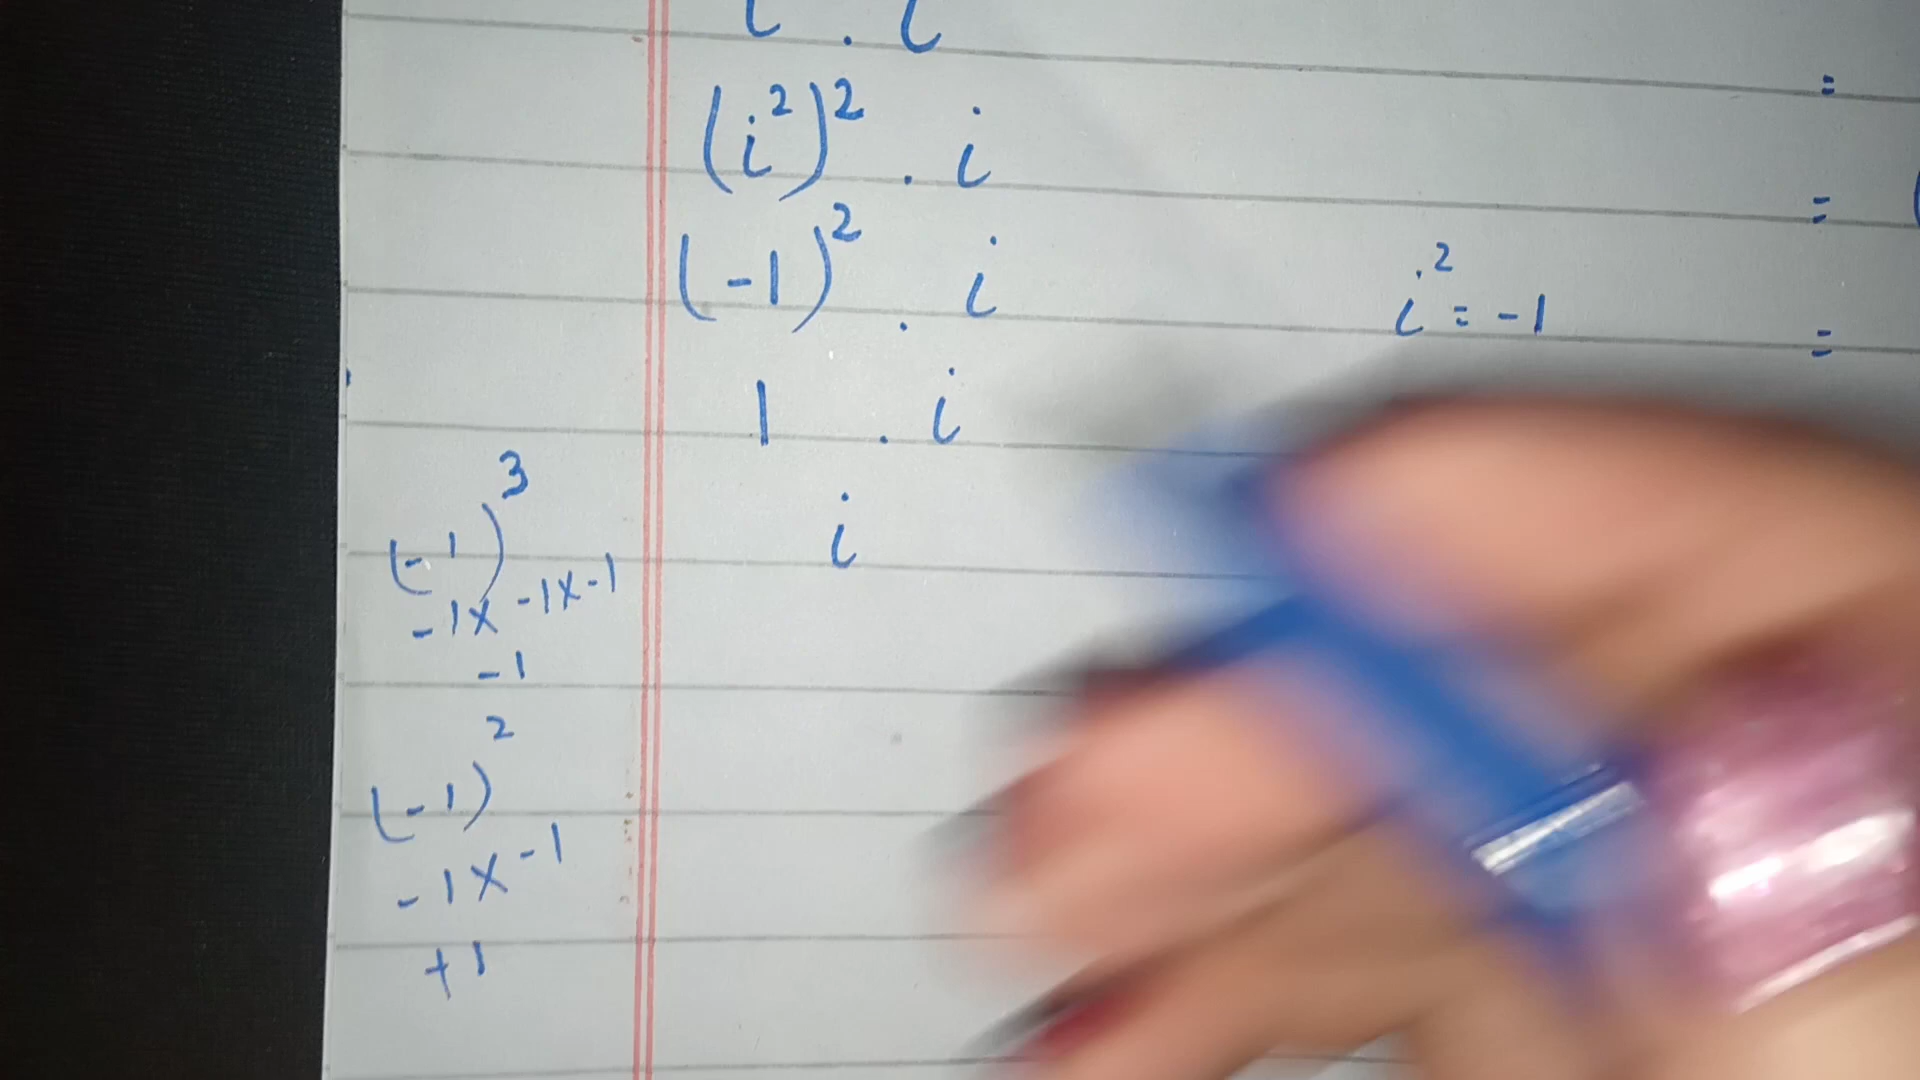 i . i
=
(i²)² . i
= (
(-1)² . i
i² = -1
=
1 . i
i
(-1)³
-1x -1x-1
-1
(-1)²
-1x-1
+1